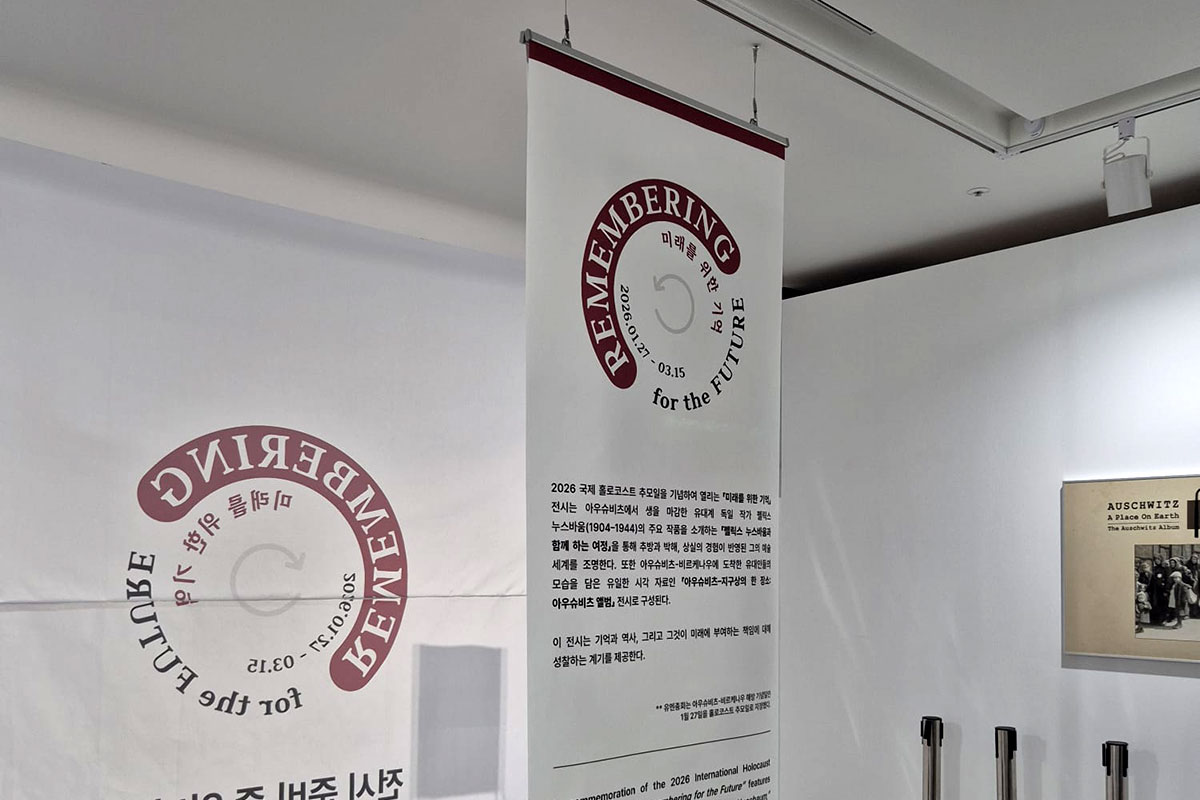 REMEMBERING
미래를 위한 기억
2026.01.27 - 03.15
for the FUTURE
2026 국제 홀로코스트 추모일을 기념하여 열리는 『미래를 위한 기억』
전시는 아우슈비츠에서 생을 마감한 유대계 독일 작가 펠릭스
누스바움(1904-1944)의 주요 작품을 소개하는 『펠릭스 누스바움과
함께 하는 여정』을 통해 추방과 박해, 상실의 경험이 반영된 그의 예술
세계를 조명한다. 또한 아우슈비츠-비르케나우에 도착한 유대인들의
모습을 담은 유일한 시각 자료인 『아우슈비츠-지구상의 한 장소:
아우슈비츠 앨범』 전시로 구성된다.
이 전시는 기억과 역사, 그리고 그것이 미래에 부여하는 책임에 대해
성찰하는 계기를 제공한다.
** 유엔총회는 아우슈비츠-비르케나우 해방 기념일인
1월 27일을 홀로코스트 추모일로 지정했다.
commemoration of the 2026 International Holocaust
for the Future" features
REMEMBERING
미래를 위한 기억
2026.01.27 - 03.15
for the FUTURE
전시 준비 중
AUSCHWITZ
A Place On Earth
The Auschwitz Album